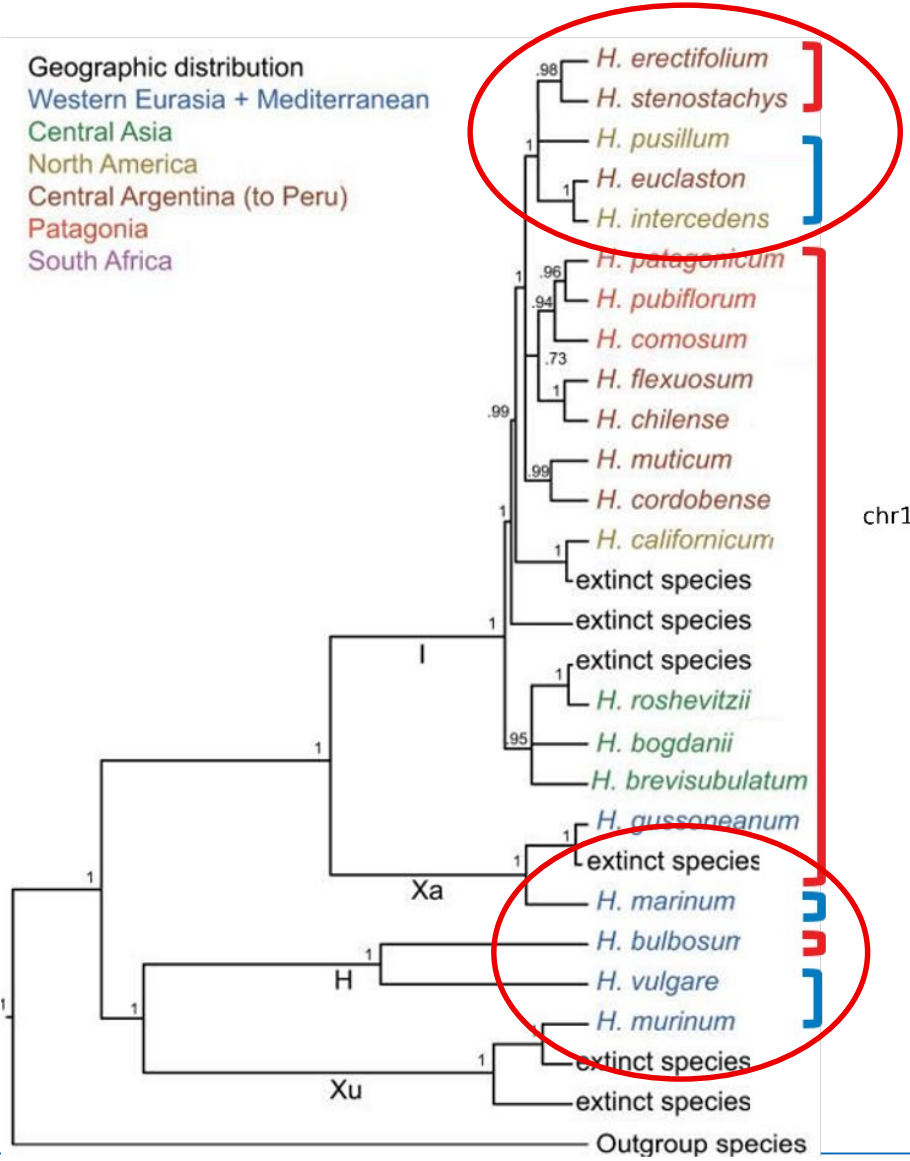 Geographic distribution
Western Eurasia + Mediterranean
Central Asia
North America
Central Argentina (to Peru)
Patagonia
South Africa
.98
H. erectifolium
H. stenostachys
1
H. pusillum
1
H. euclaston
H. intercedens
1
.96
H. patagonicum
.94
H. pubiflorum
H. comosum
.73
1
H. flexuosum
H. chilense
.99
.99
H. muticum
H. cordobense
chr1
1
1
H. californicum
extinct species
1
extinct species
I
1
extinct species
H. roshevitzii
.95
H. bogdanii
H. brevisubulatum
1
1
H. gussoneanum
1
extinct species
Xa
1
H. marinum
1
H. bulbosum
H
H. vulgare
1
H. murinum
1
extinct species
Xu
extinct species
1
Outgroup species